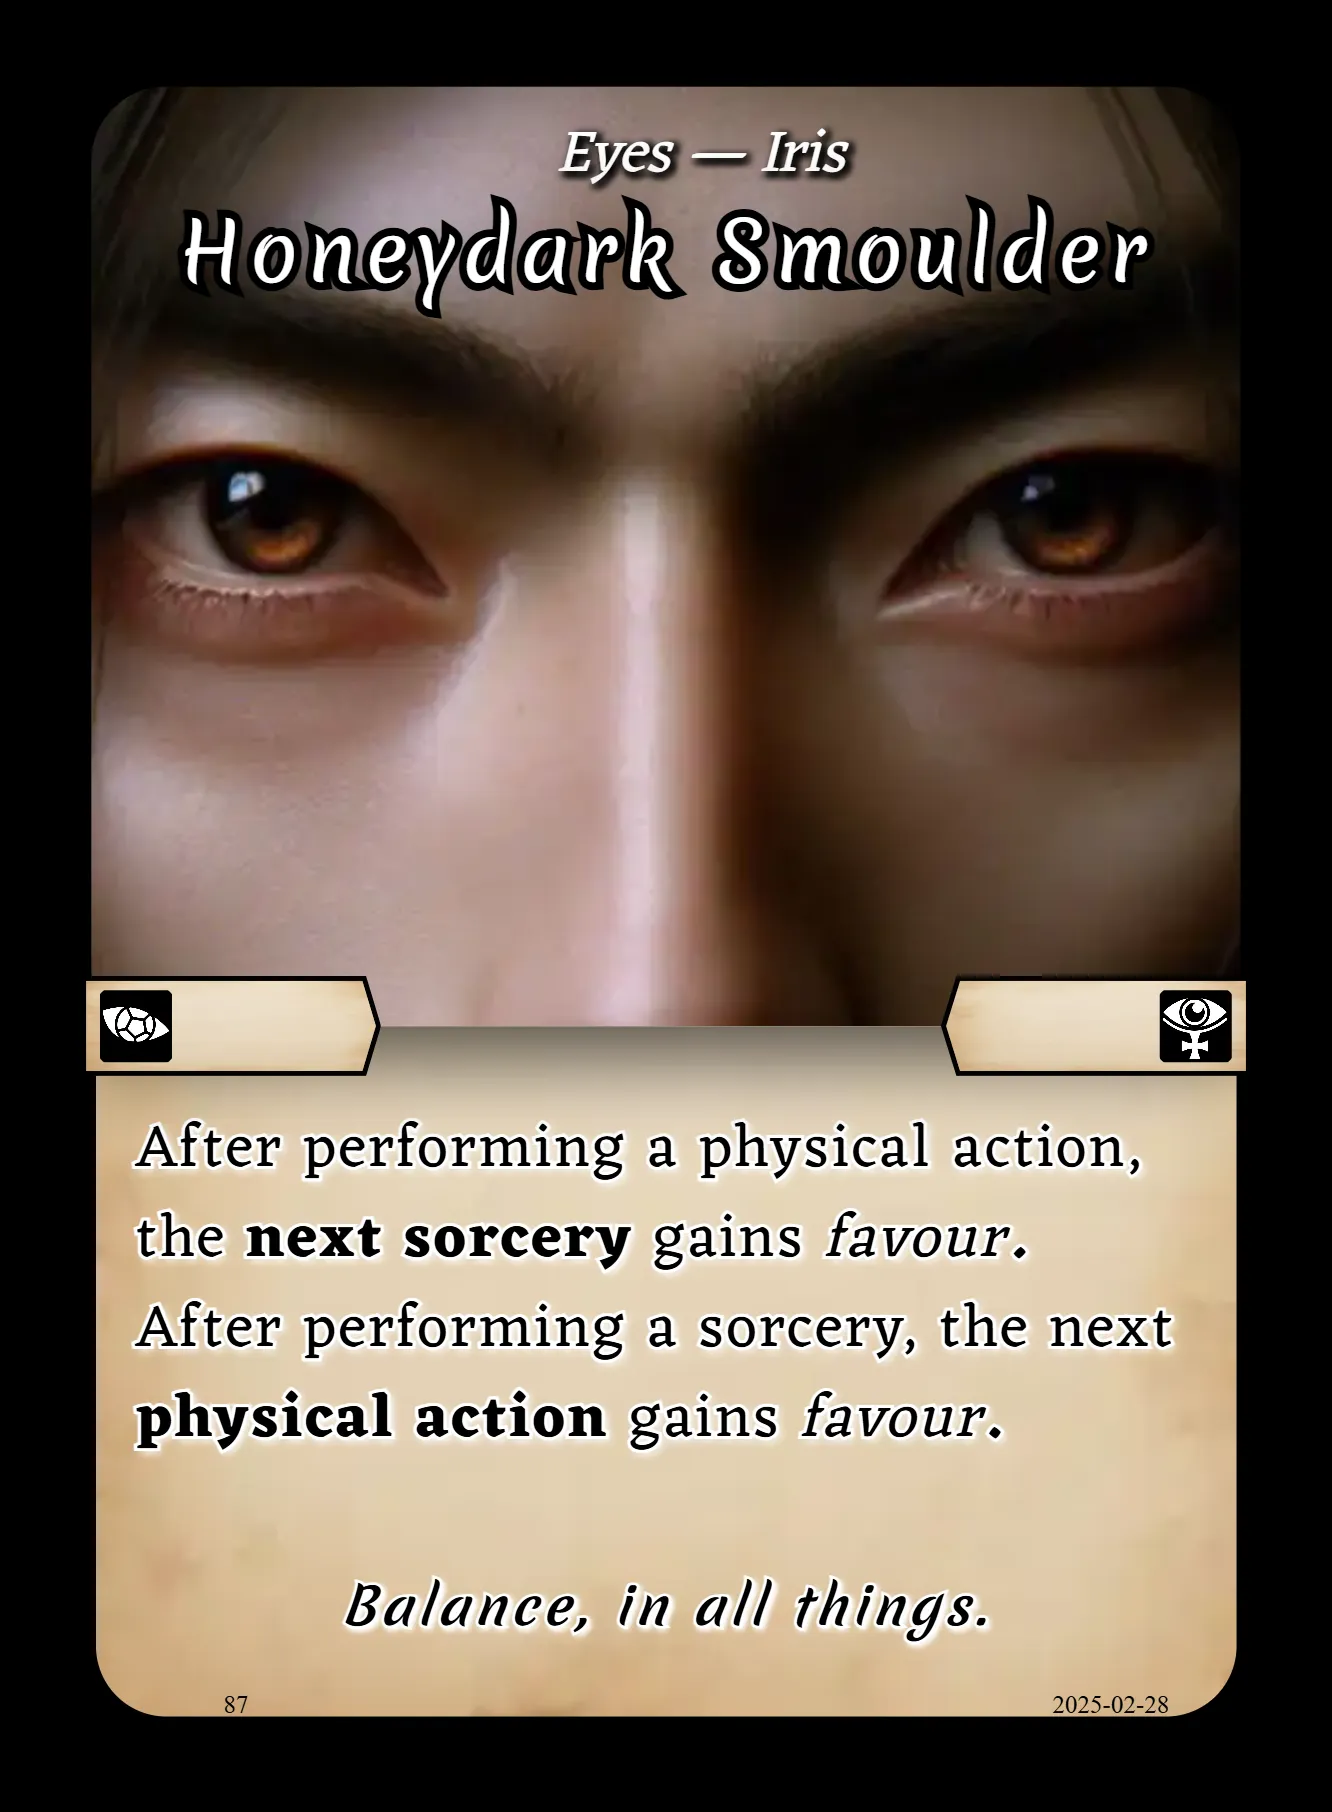 Eyes — Iris
Honeydark Smoulder
After performing a physical action,
the next sorcery gains favour.
After performing a sorcery, the next
physical action gains favour.
Balance, in all things.
87
2025-02-28